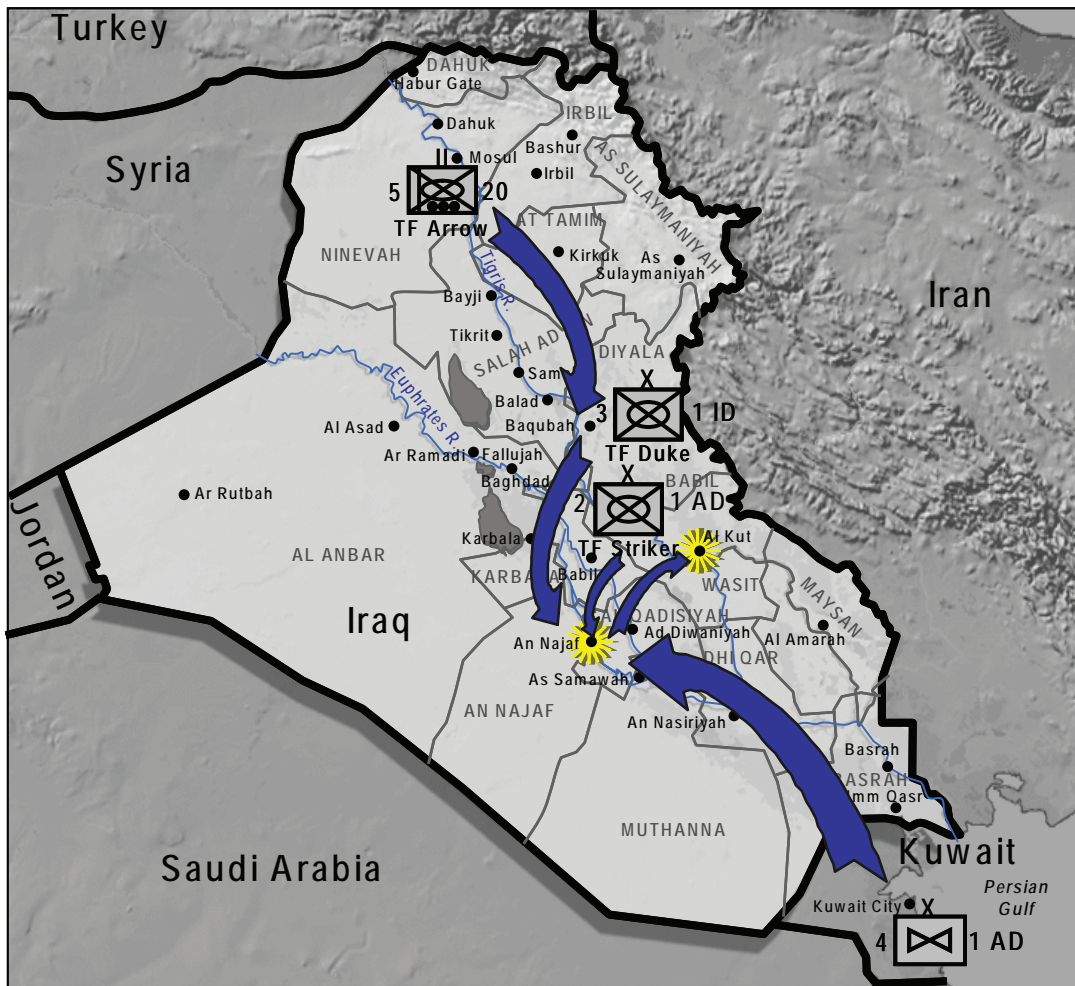 Turkey
DAHUK
Habur Gate
IRBIL
Dahuk
Bashur
Syria
Mosul
Irbil
AS SULAYMANIYAH
II
5
20
TF Arrow
AT TAMIM
NINEVAH
Kirkuk
As
Sulaymaniyah
Tigris R.
Iran
Bayji
Tikrit
SALAH AD
DIYALA
Sam
Euphrates R.
Balad
X
3
1 ID
Al Asad
Baqubah
TF Duke
Ar Ramadi
Fallujah
Baghdad
X
BABIL
Ar Rutbah
2
1 AD
Jordan
Karbala
TF Striker
Al Kut
AL ANBAR
KARBA
Babil
WASIT
MAYSAN
Iraq
QADISIYAH
An Najaf
Ad Diwaniyah
Al Amarah
DHI QAR
As Samawah
AN NAJAF
An Nasiriyah
Basrah
BASRAH
Umm Qasr
MUTHANNA
Saudi Arabia
Kuwait
Persian
Gulf
Kuwait City
X
4
1 AD